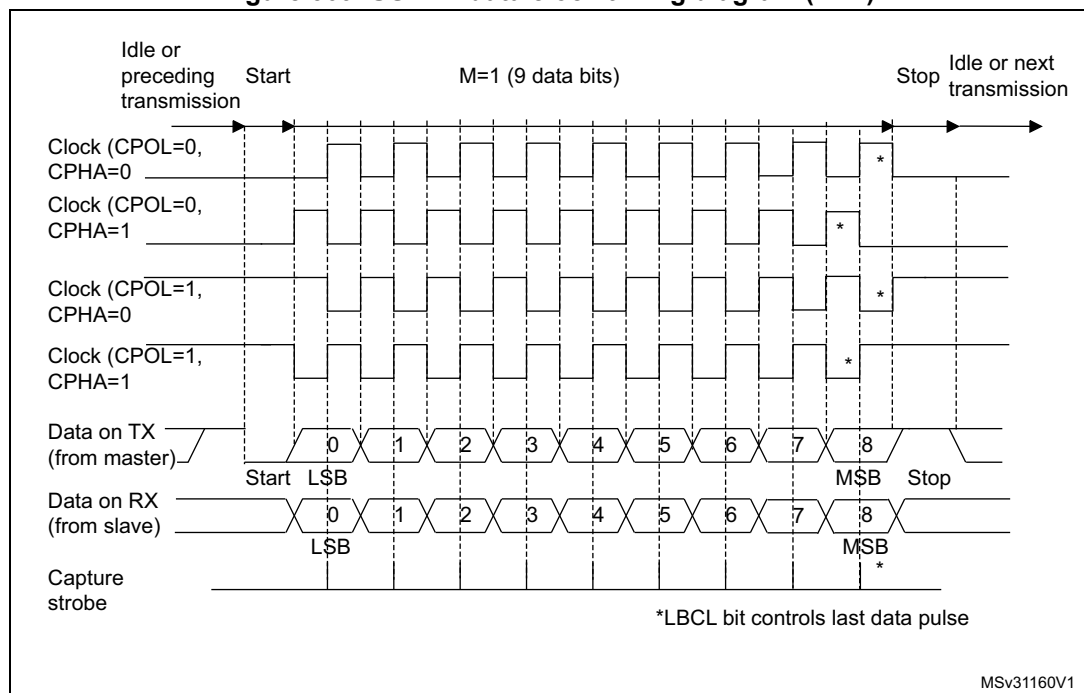 Idle or
preceding
transmission
Start
M=1 (9 data bits)
Stop
Idle or next
transmission
Clock (CPOL=0,
CPHA=0
*
Clock (CPOL=0,
CPHA=1
*
Clock (CPOL=1,
CPHA=0
*
Clock (CPOL=1,
CPHA=1
*
Data on TX
(from master)
0 1 2 3 4 5 6 7 8
Start LSB MSB Stop
Data on RX
(from slave)
0 1 2 3 4 5 6 7 8
LSB MSB
*
Capture
strobe
*LBCL bit controls last data pulse
MSv31160V1